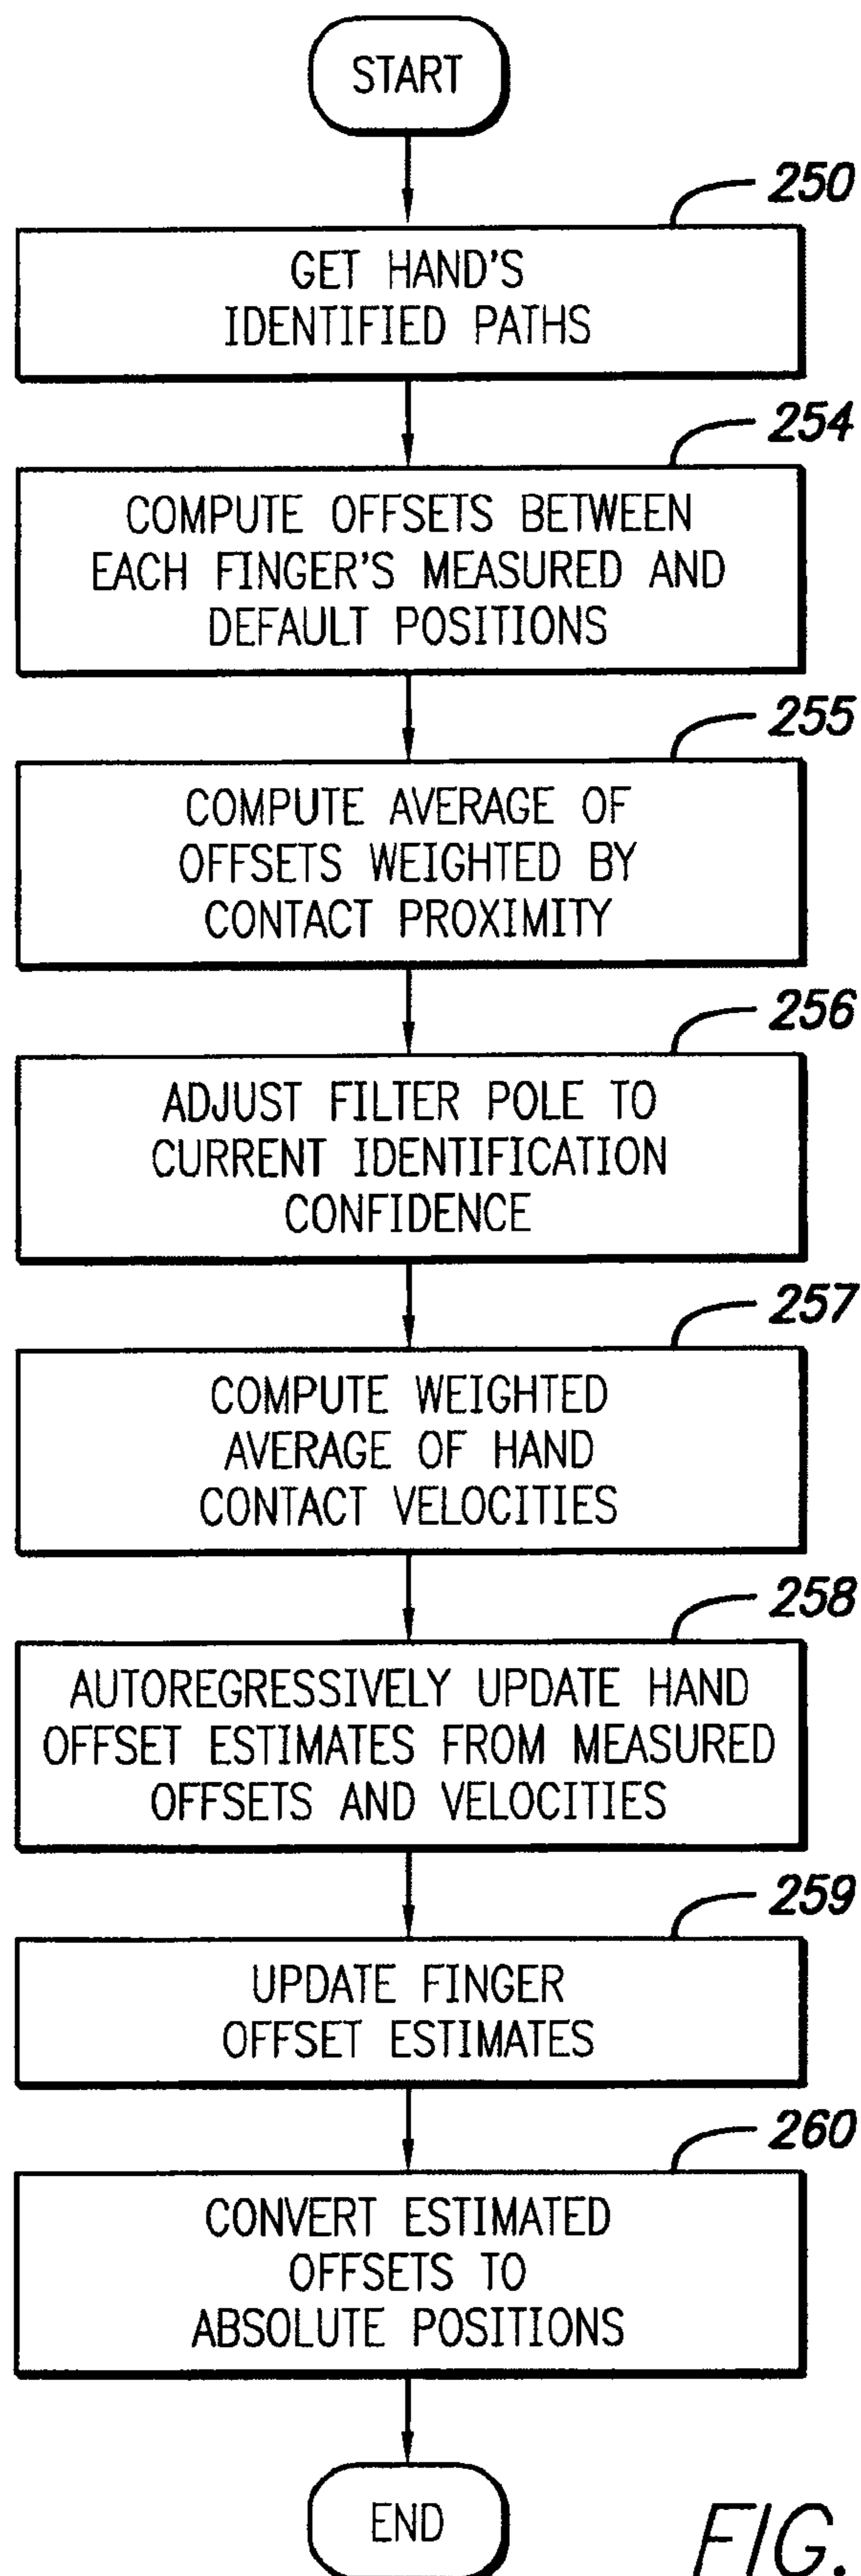 START
250
GET HAND'S
IDENTIFIED PATHS
254
COMPUTE OFFSETS BETWEEN
EACH FINGER'S MEASURED AND
DEFAULT POSITIONS
255
COMPUTE AVERAGE OF
OFFSETS WEIGHTED BY
CONTACT PROXIMITY
256
ADJUST FILTER POLE TO
CURRENT IDENTIFICATION
CONFIDENCE
257
COMPUTE WEIGHTED
AVERAGE OF HAND
CONTACT VELOCITIES
258
AUTOREGRESSIVELY UPDATE HAND
OFFSET ESTIMATES FROM MEASURED
OFFSETS AND VELOCITIES
259
UPDATE FINGER
OFFSET ESTIMATES
260
CONVERT ESTIMATED
OFFSETS TO
ABSOLUTE POSITIONS
END
FIG.